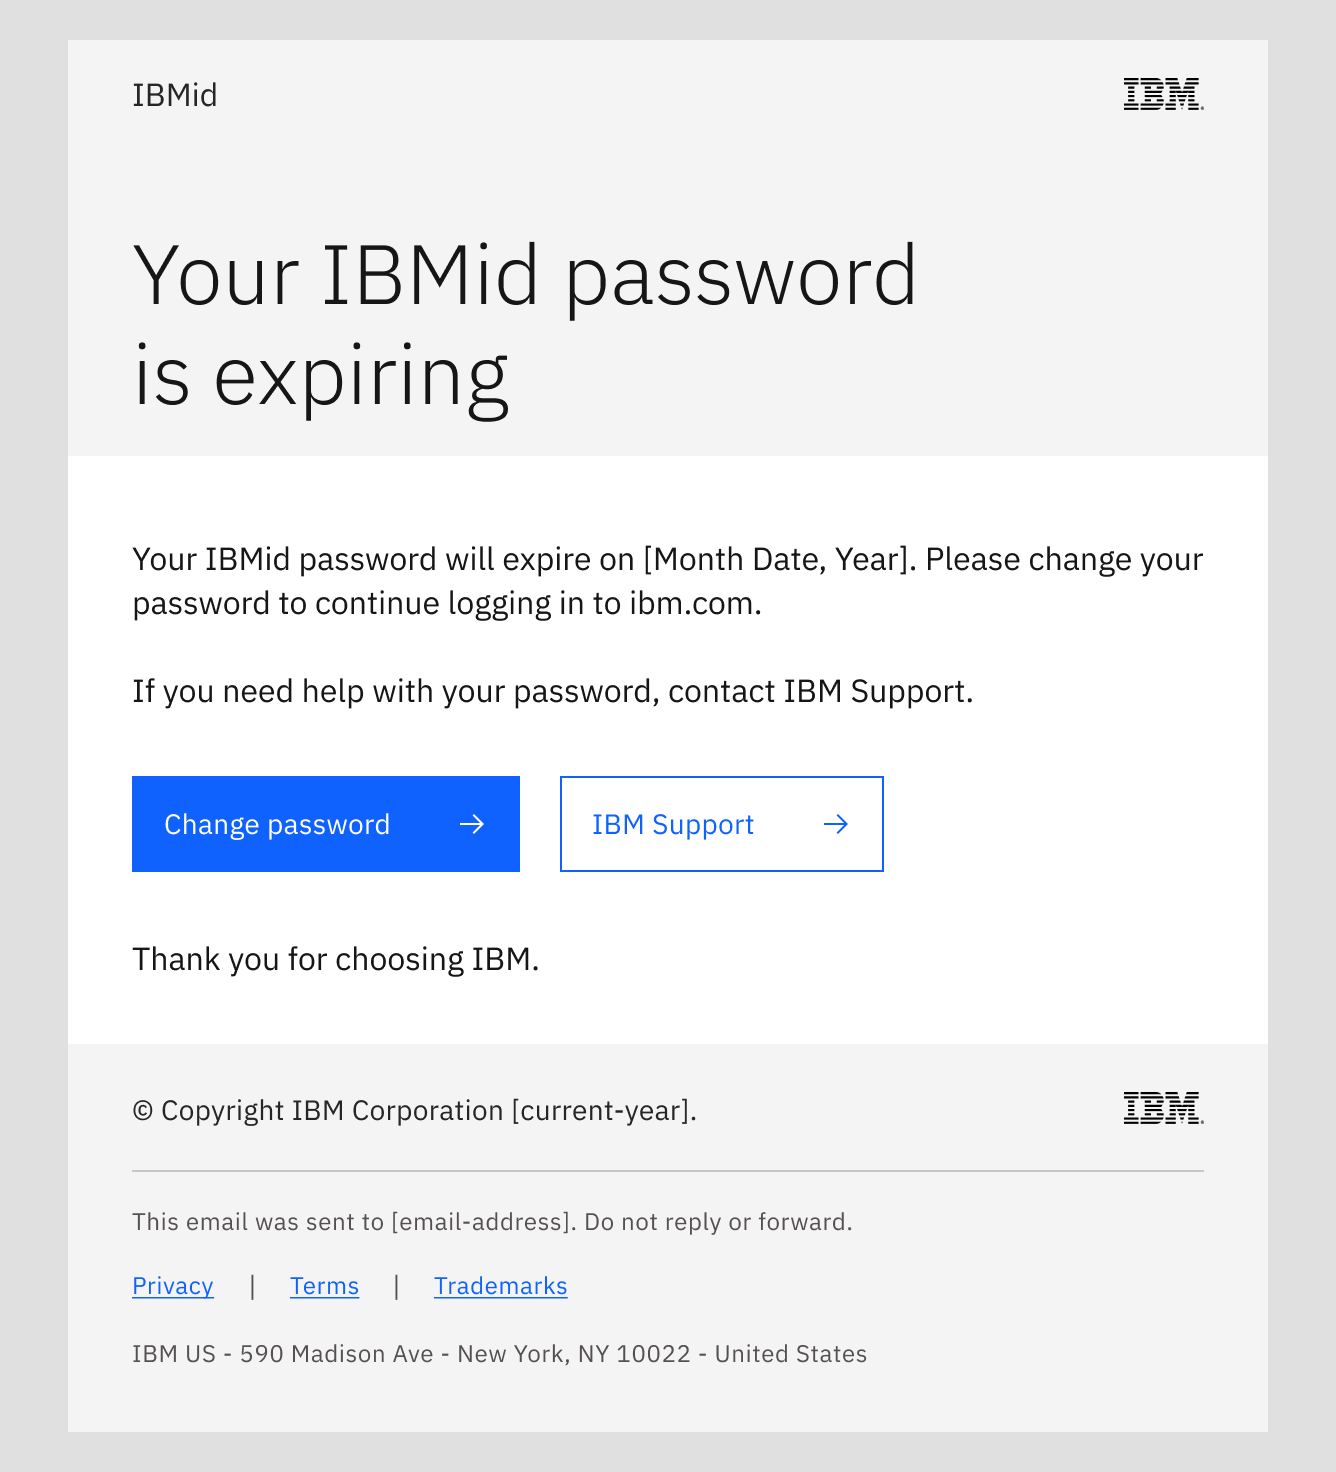 IBMid
IBM
Your IBMid password
is expiring
Your IBMid password will expire on [Month Date, Year]. Please change your
password to continue logging in to ibm.com.
If you need help with your password, contact IBM Support.
Change password →
IBM Support →
Thank you for choosing IBM.
© Copyright IBM Corporation [current-year].
IBM
This email was sent to [email-address]. Do not reply or forward.
Privacy | Terms | Trademarks
IBM US - 590 Madison Ave - New York, NY 10022 - United States